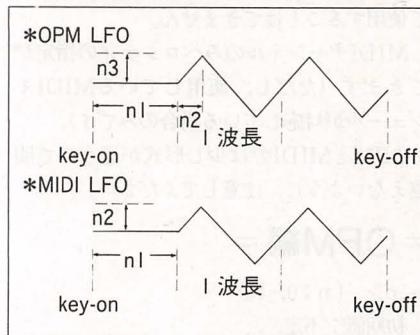 *OPM LFO
n3
n1
n2
1 波長
key-on
key-off
*MIDI LFO
n2
n1
1 波長
key-on
key-off